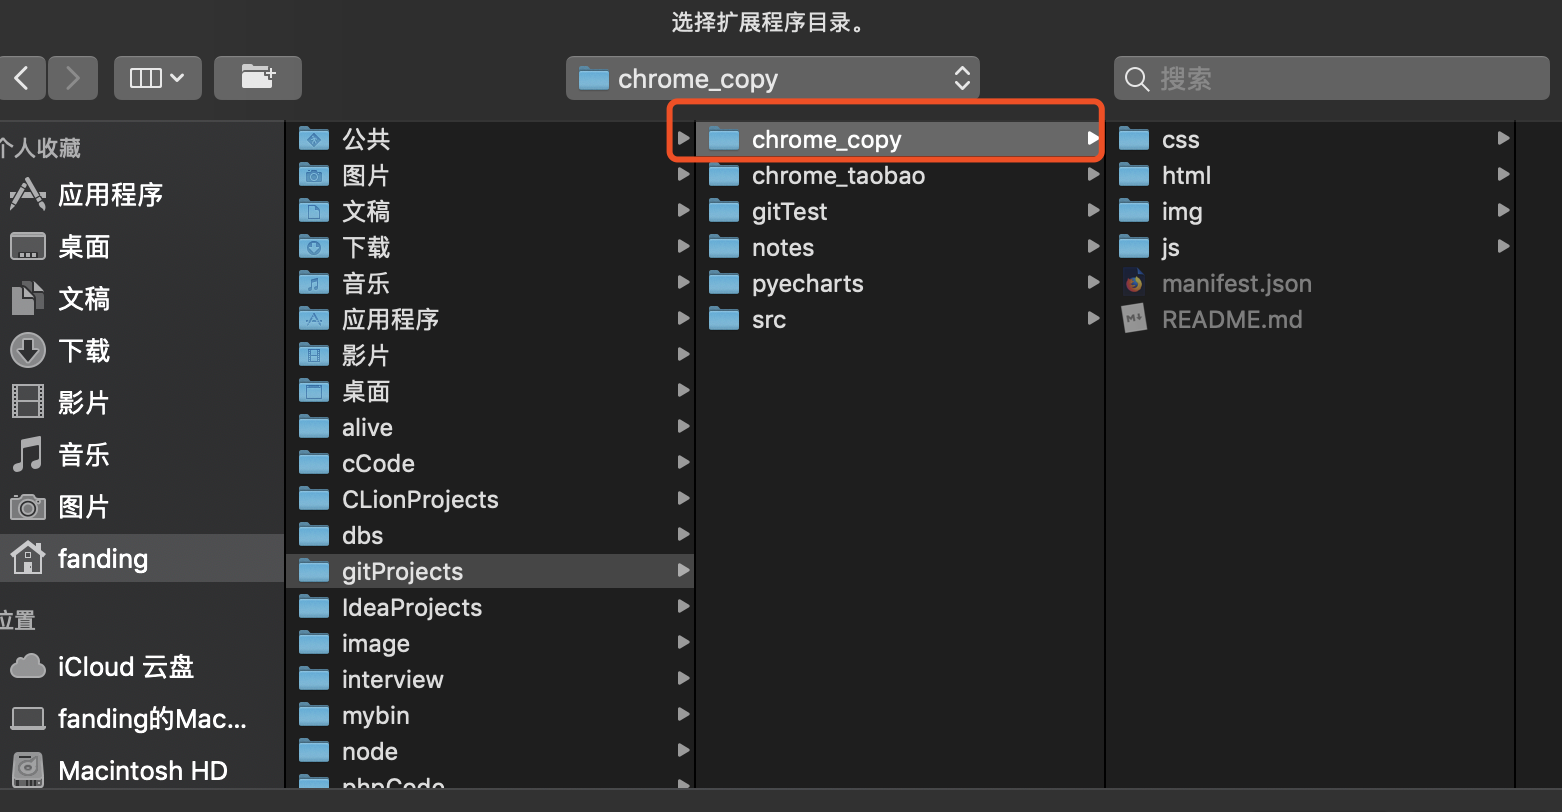 选择扩展程序目录。
chrome_copy
搜索
个人收藏
应用程序
桌面
文稿
下载
影片
音乐
图片
fanding
位置
iCloud 云盘
fanding的Mac...
Macintosh HD
公共
图片
文稿
下载
音乐
应用程序
影片
桌面
alive
cCode
CLionProjects
dbs
gitProjects
IdeaProjects
image
interview
mybin
node
phpCode
chrome_copy
chrome_taobao
gitTest
notes
pyecharts
src
css
html
img
js
manifest.json
README.md